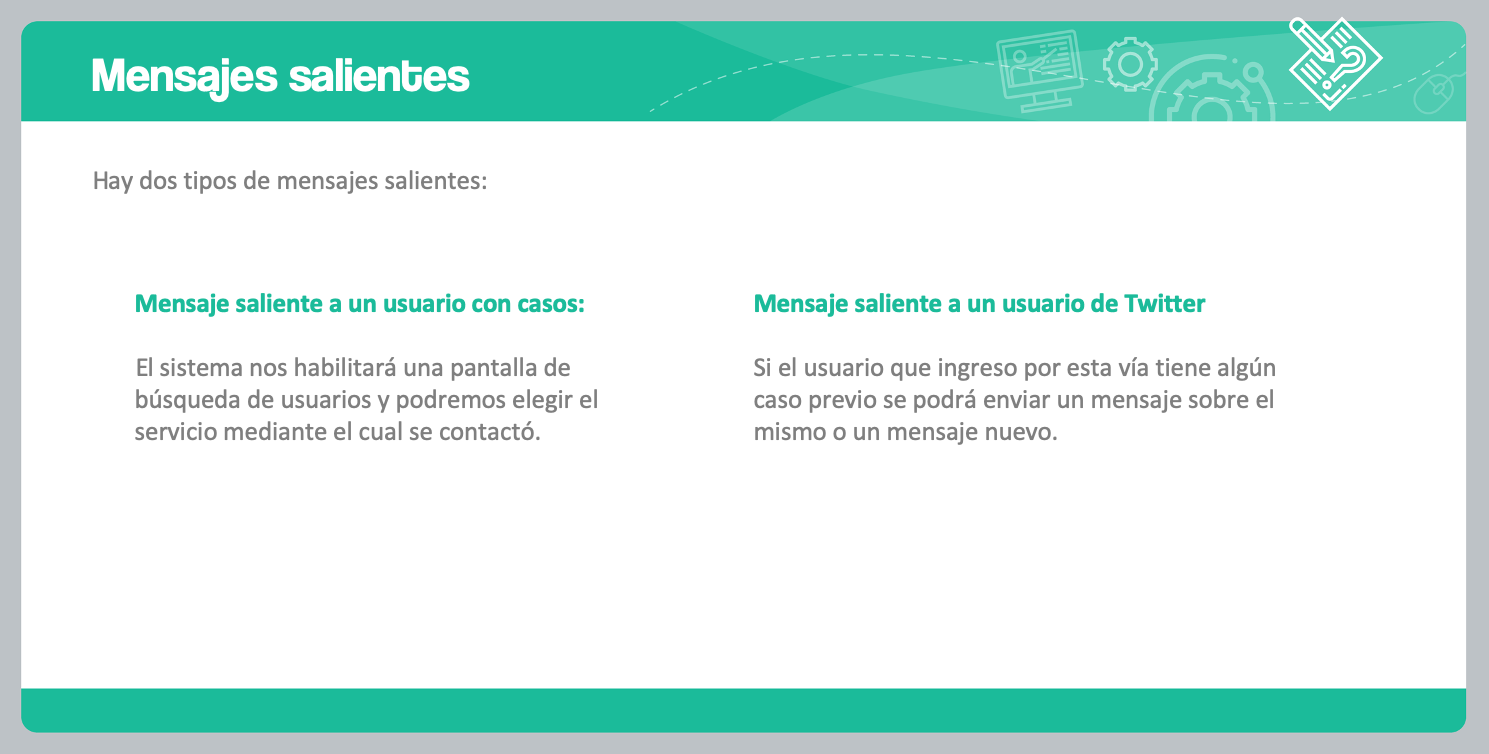 Mensajes salientes
Hay dos tipos de mensajes salientes:
Mensaje saliente a un usuario con casos:
El sistema nos habilitará una pantalla de
búsqueda de usuarios y podremos elegir el
servicio mediante el cual se contactó.
Mensaje saliente a un usuario de Twitter
Si el usuario que ingreso por esta vía tiene algún
caso previo se podrá enviar un mensaje sobre el
mismo o un mensaje nuevo.